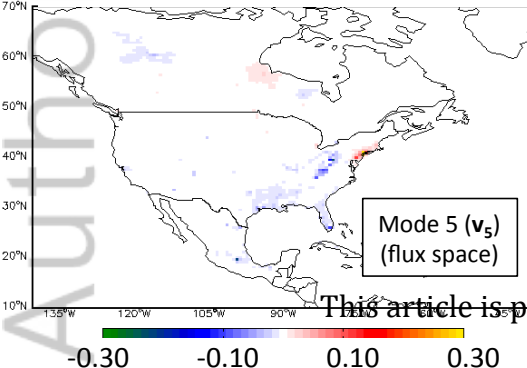 Autho
70°N
60°N
50°N
40°N
30°N
20°N
10°N
135°W 120°W 105°W 90°W
Mode 5 (v₅)
(flux space)
This article is p
-0.30 -0.10 0.10 0.30